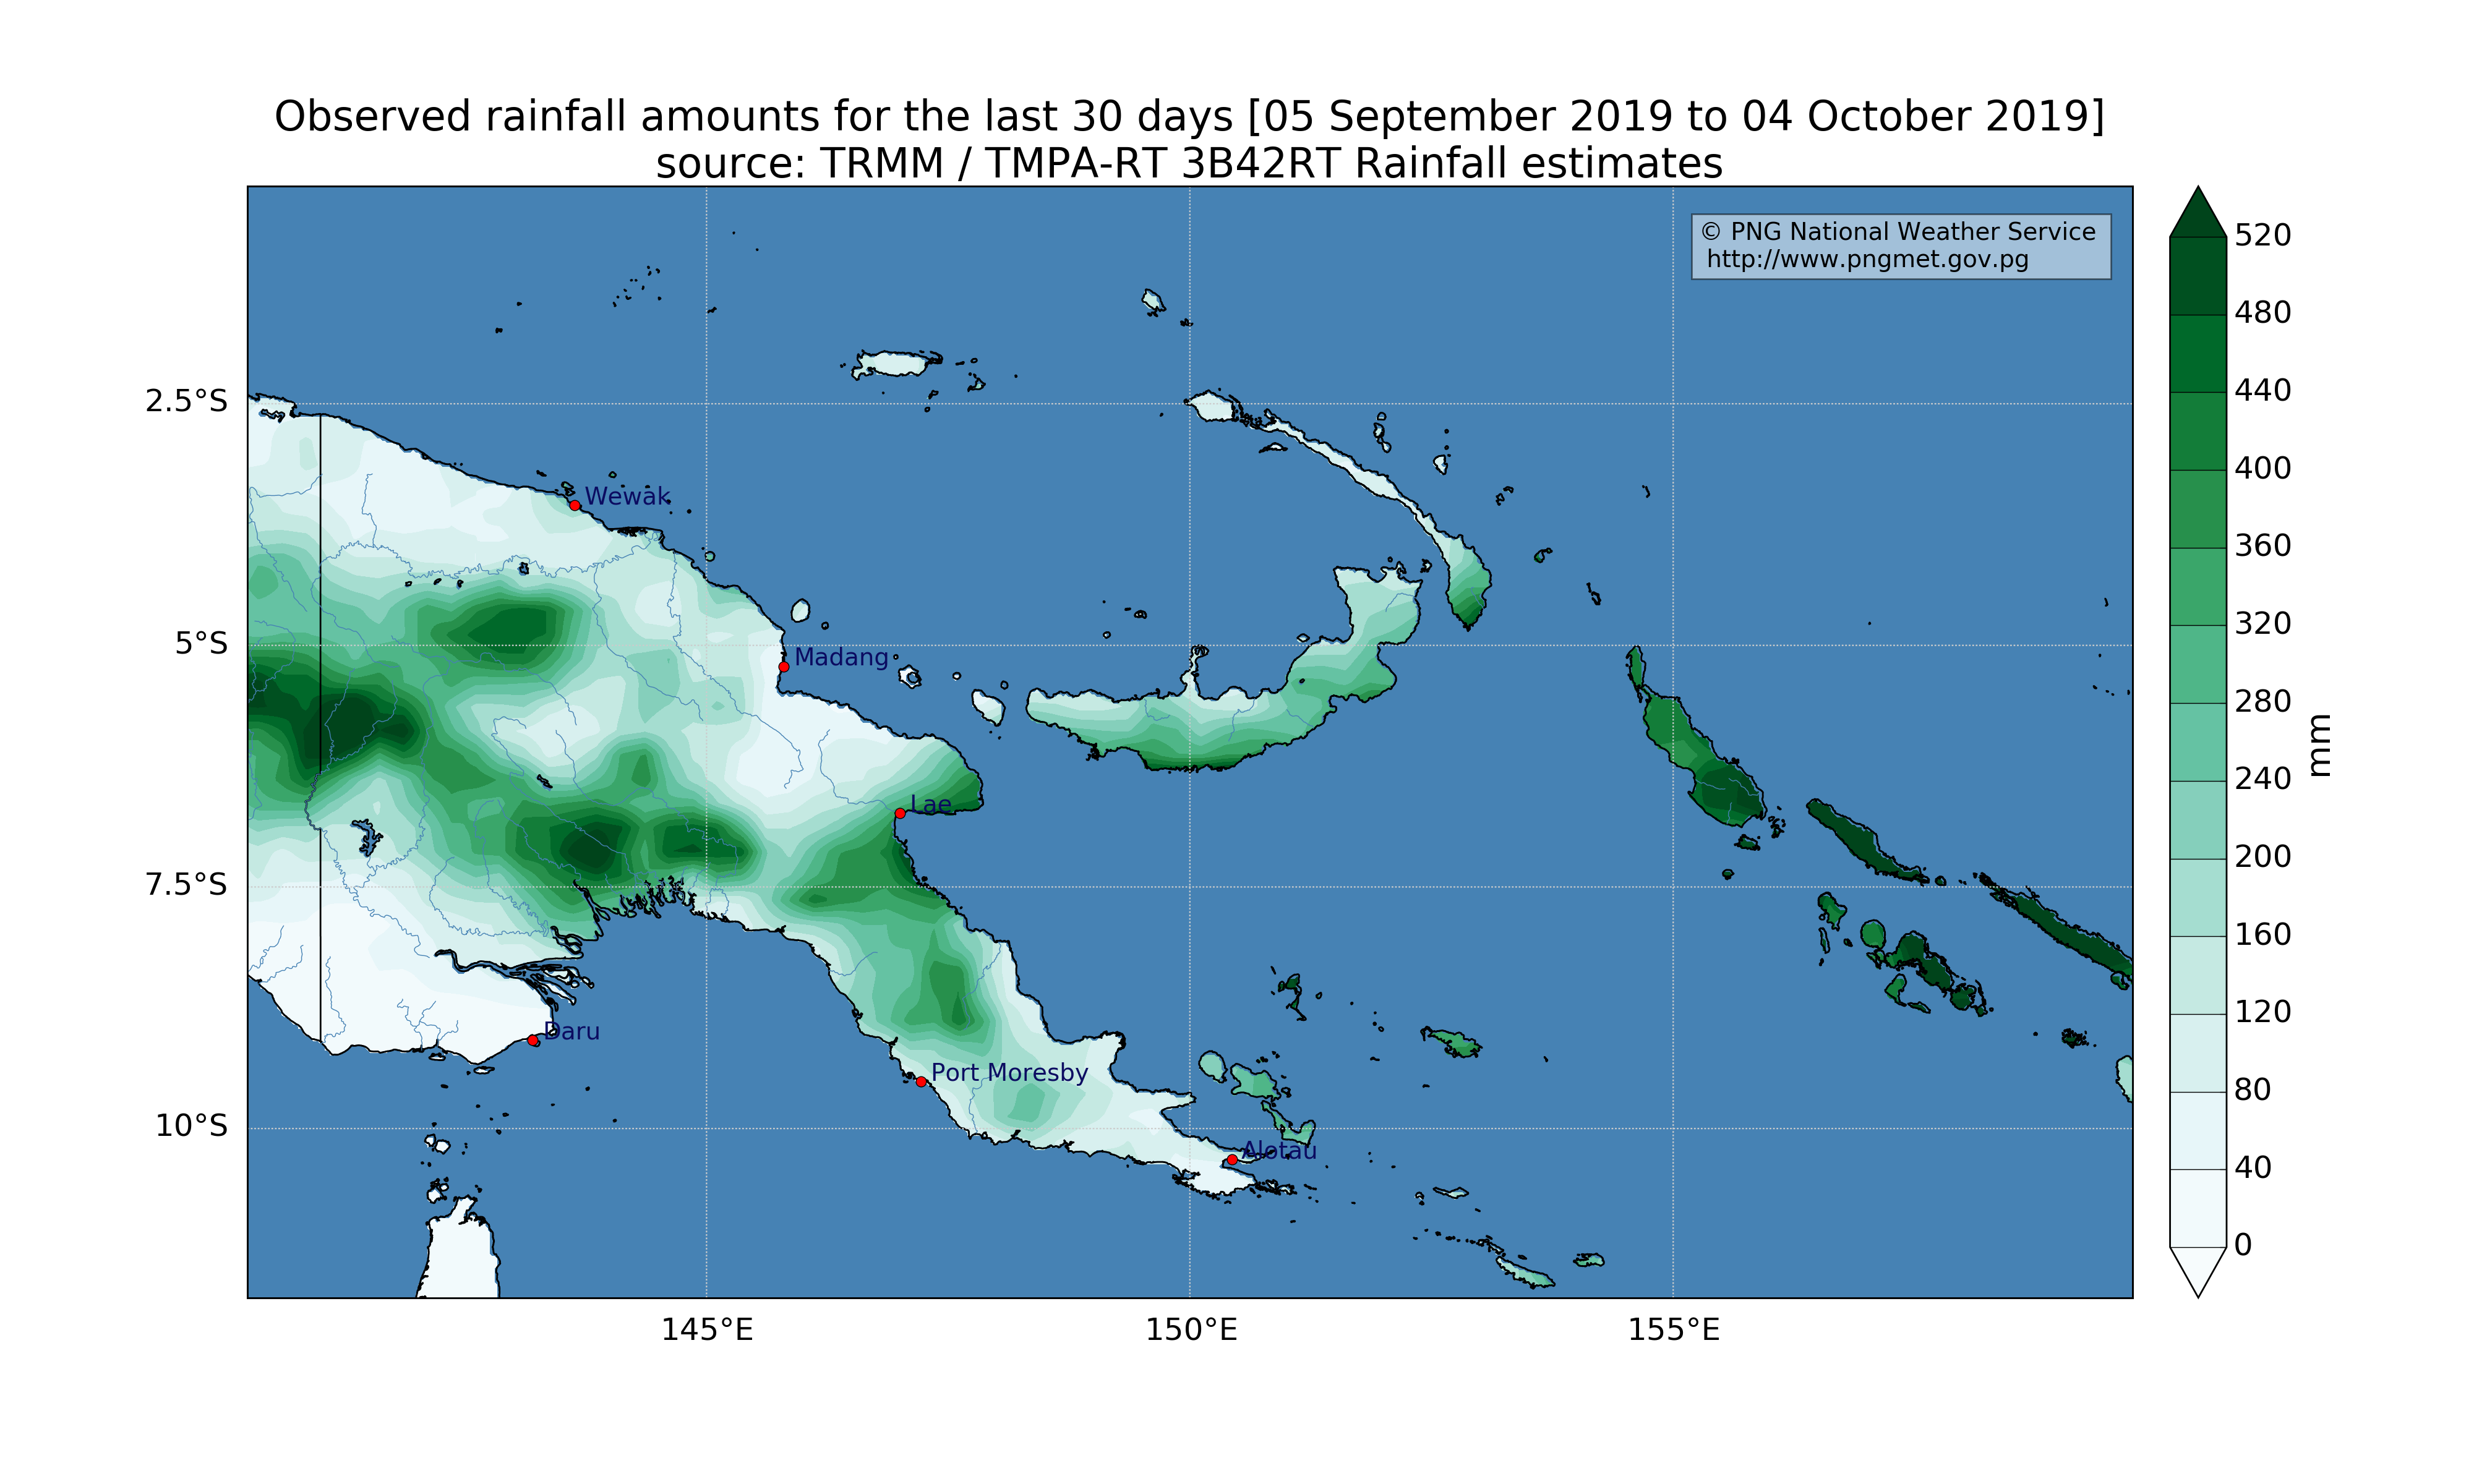 Observed rainfall amounts for the last 30 days [05 September 2019 to 04 October 2019]
source: TRMM / TMPA-RT 3B42RT Rainfall estimates
© PNG National Weather Service
http://www.pngmet.gov.pg
520
480
440
400
360
320
280
240
200
160
120
80
40
0
mm
2.5°S
5°S
7.5°S
10°S
Wewak
Madang
Lae
Daru
Port Moresby
Alotau
145°E
150°E
155°E